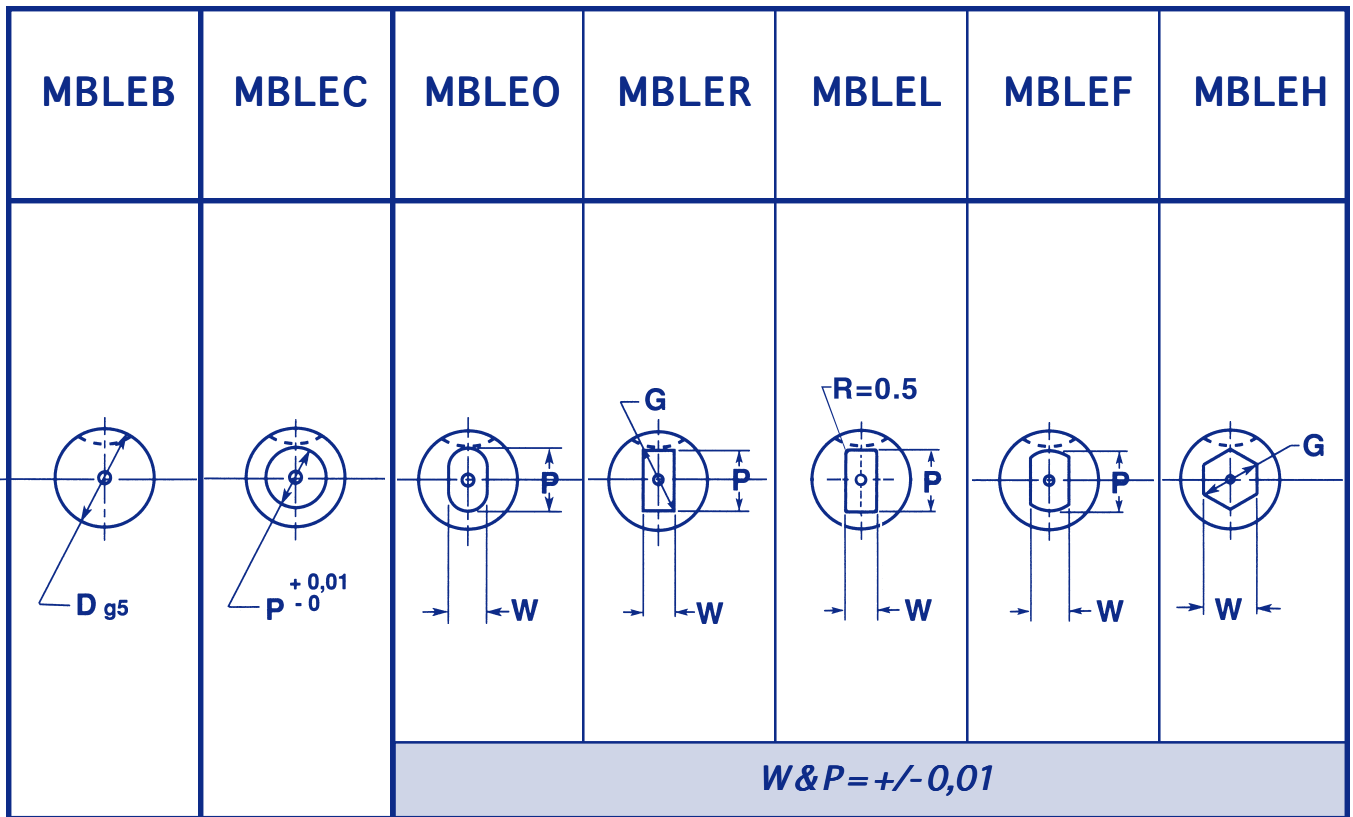 MBLEB MBLEC MBLEO MBLER MBLEL MBLEF MBLEH
R=0.5
G
G
P P P P
+ 0,01
D g5 P - 0
W W W W W
W & P = +/- 0,01